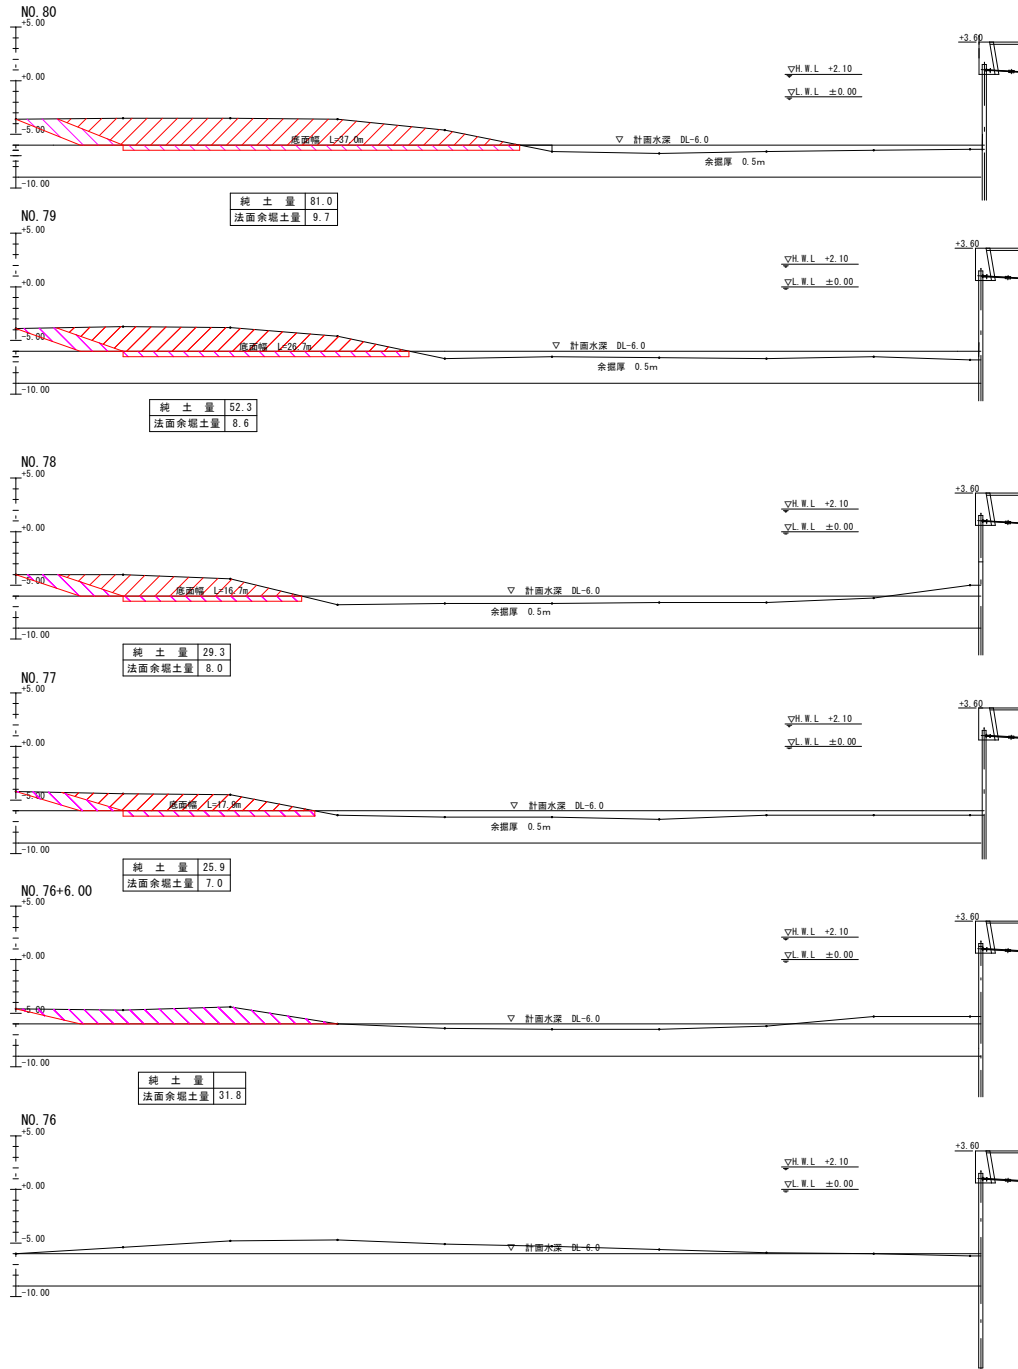 NO.80
+5.00
+3.60
▽H.W.L +2.10
+0.00
▽L.W.L ±0.00
-5.00
底面幅 L=37.0m
▽ 計画水深 DL-6.0
余掘厚 0.5m
-10.00
純 土 量 81.0
法面余堀土量 9.7
NO.79
+5.00
+3.60
▽H.W.L +2.10
+0.00
▽L.W.L ±0.00
-5.00
底面幅 L=26.7m
▽ 計画水深 DL-6.0
余掘厚 0.5m
-10.00
純 土 量 52.3
法面余堀土量 8.6
NO.78
+5.00
+3.60
▽H.W.L +2.10
+0.00
▽L.W.L ±0.00
-5.00
底面幅 L=16.7m
▽ 計画水深 DL-6.0
余掘厚 0.5m
-10.00
純 土 量 29.3
法面余堀土量 8.0
NO.77
+5.00
+3.60
▽H.W.L +2.10
+0.00
▽L.W.L ±0.00
-5.00
底面幅 L=17.9m
▽ 計画水深 DL-6.0
余掘厚 0.5m
-10.00
純 土 量 25.9
法面余堀土量 7.0
NO.76+6.00
+5.00
+3.60
▽H.W.L +2.10
+0.00
▽L.W.L ±0.00
-5.00
▽ 計画水深 DL-6.0
-10.00
純 土 量
法面余堀土量 31.8
NO.76
+5.00
+3.60
▽H.W.L +2.10
+0.00
▽L.W.L ±0.00
-5.00
▽ 計画水深 DL-6.0
-10.00